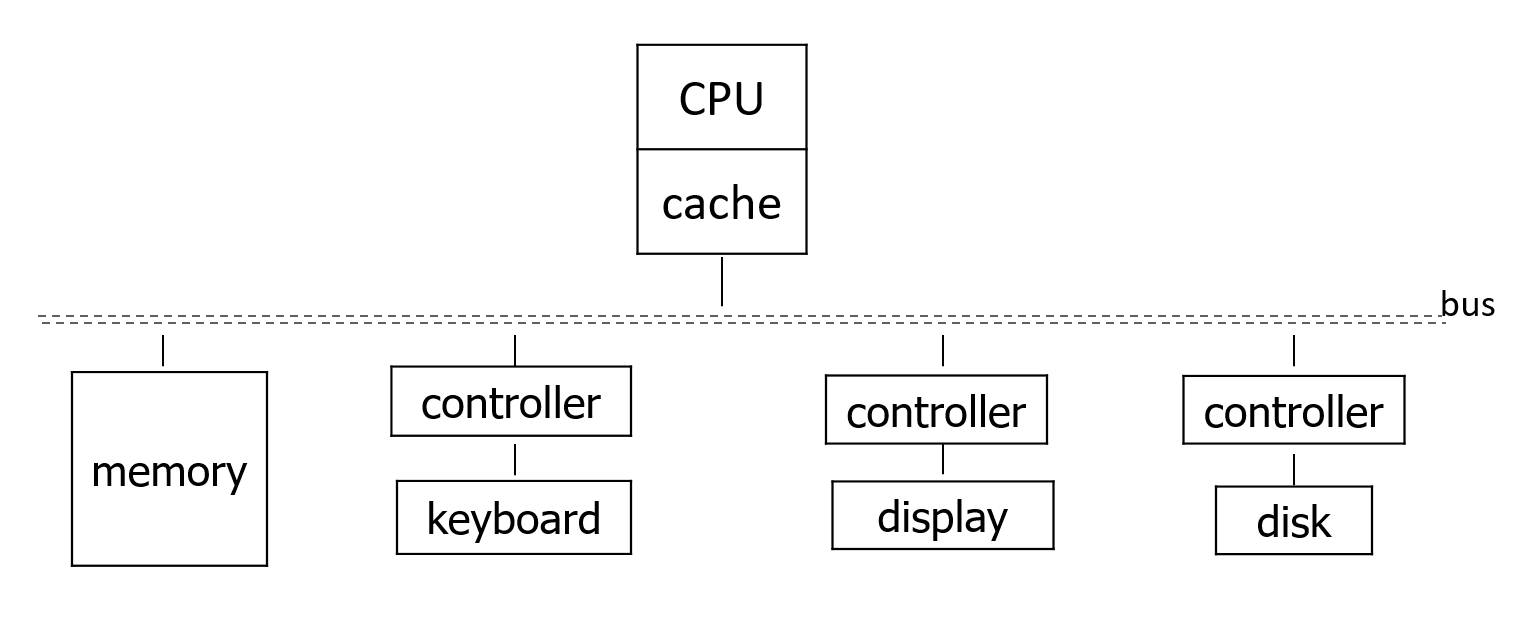 CPU
cache
bus
memory
controller
keyboard
controller
display
controller
disk